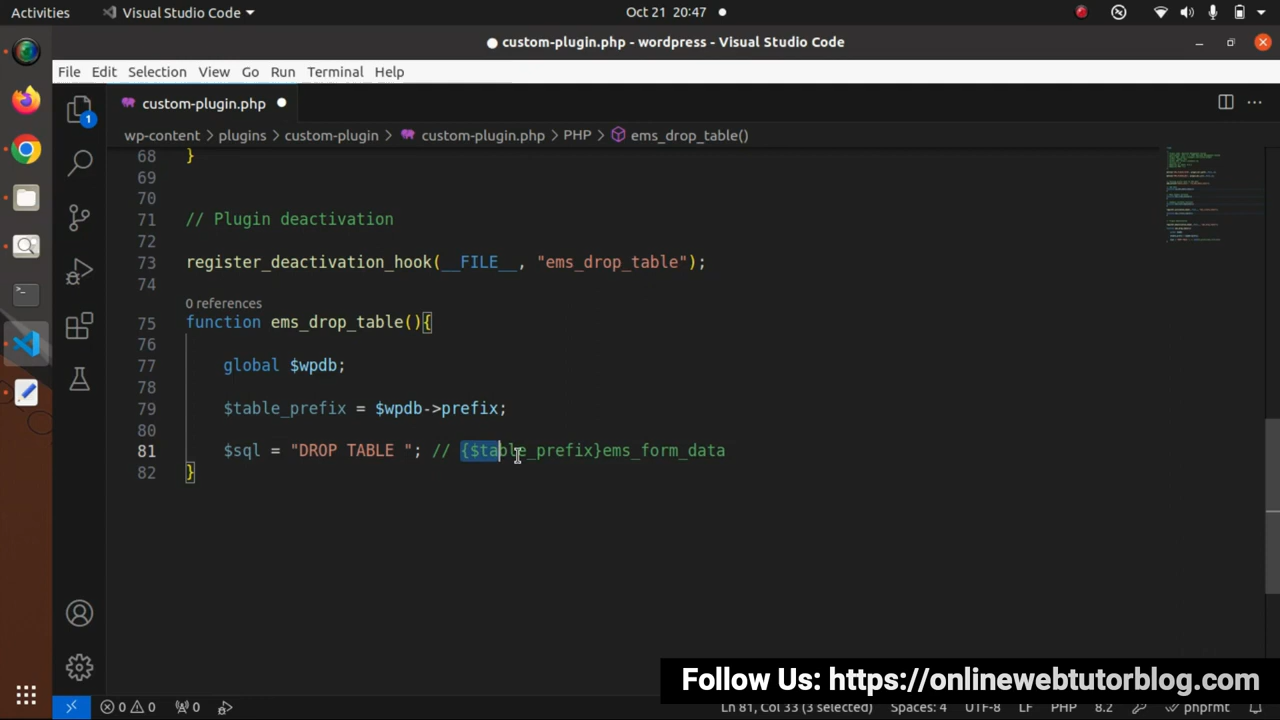 Activities
Visual Studio Code
Oct 21 20:47
custom-plugin.php - wordpress - Visual Studio Code
File Edit Selection View Go Run Terminal Help
custom-plugin.php
wp-content > plugins > custom-plugin > custom-plugin.php > PHP > ems_drop_table()
68 }
69
70
71 // Plugin deactivation
72
73 register_deactivation_hook(__FILE__, "ems_drop_table");
74
0 references
75 function ems_drop_table(){
76
77 global $wpdb;
78
79 $table_prefix = $wpdb->prefix;
80
81 $sql = "DROP TABLE "; // {$table_prefix}ems_form_data
82 }
1
Follow Us: https://onlinewebtutorblog.com
0 0 0 Ln 81, Col 33 (3 selected) Spaces: 4 UTF-8 LF PHP 8.2 phprmt